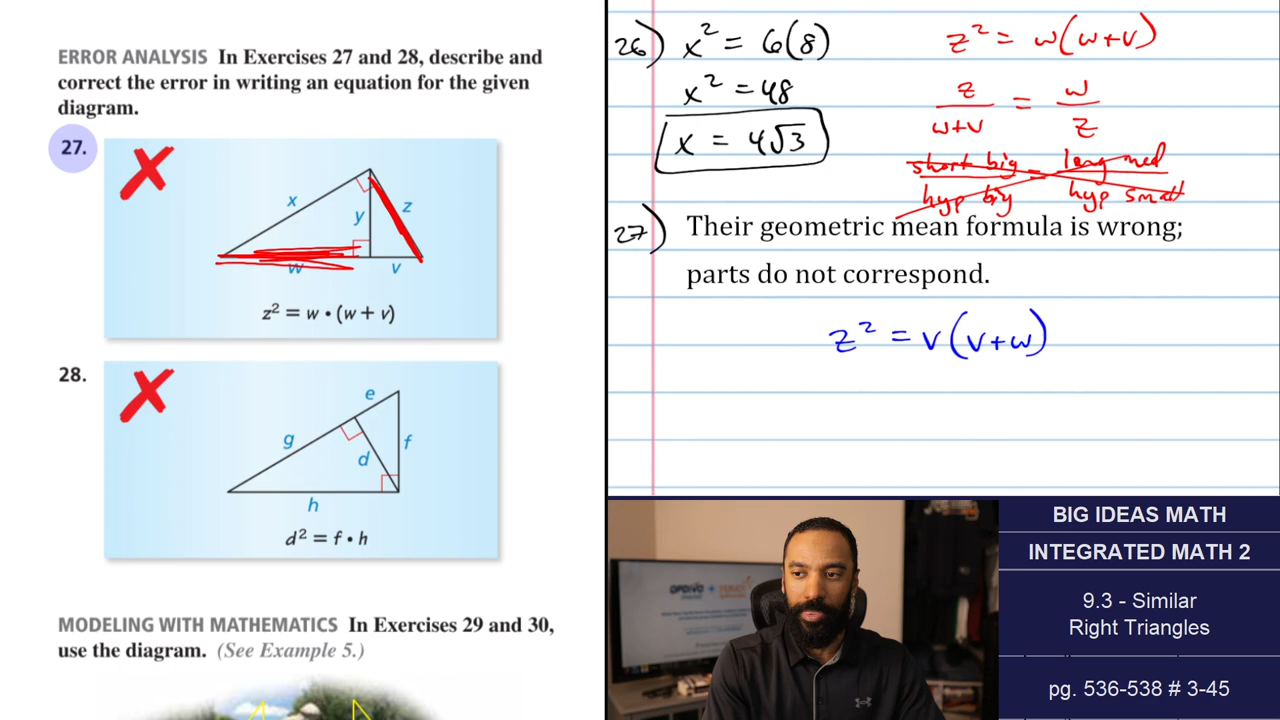 ERROR ANALYSIS In Exercises 27 and 28, describe and
correct the error in writing an equation for the given
diagram.
27.
x
y
z
w
v
z² = w • (w + v)
28.
e
g
f
d
h
d² = f • h
MODELING WITH MATHEMATICS In Exercises 29 and 30,
use the diagram. (See Example 5.)
26) x² = 6(8)
x² = 48
x = 4√3
z² = w(w+v)
z/(w+v) = w/z
short big/hyp big = long med/hyp small
27) Their geometric mean formula is wrong;
parts do not correspond.
z² = v(v+w)
BIG IDEAS MATH
INTEGRATED MATH 2
9.3 - Similar
Right Triangles
pg. 536-538 # 3-45